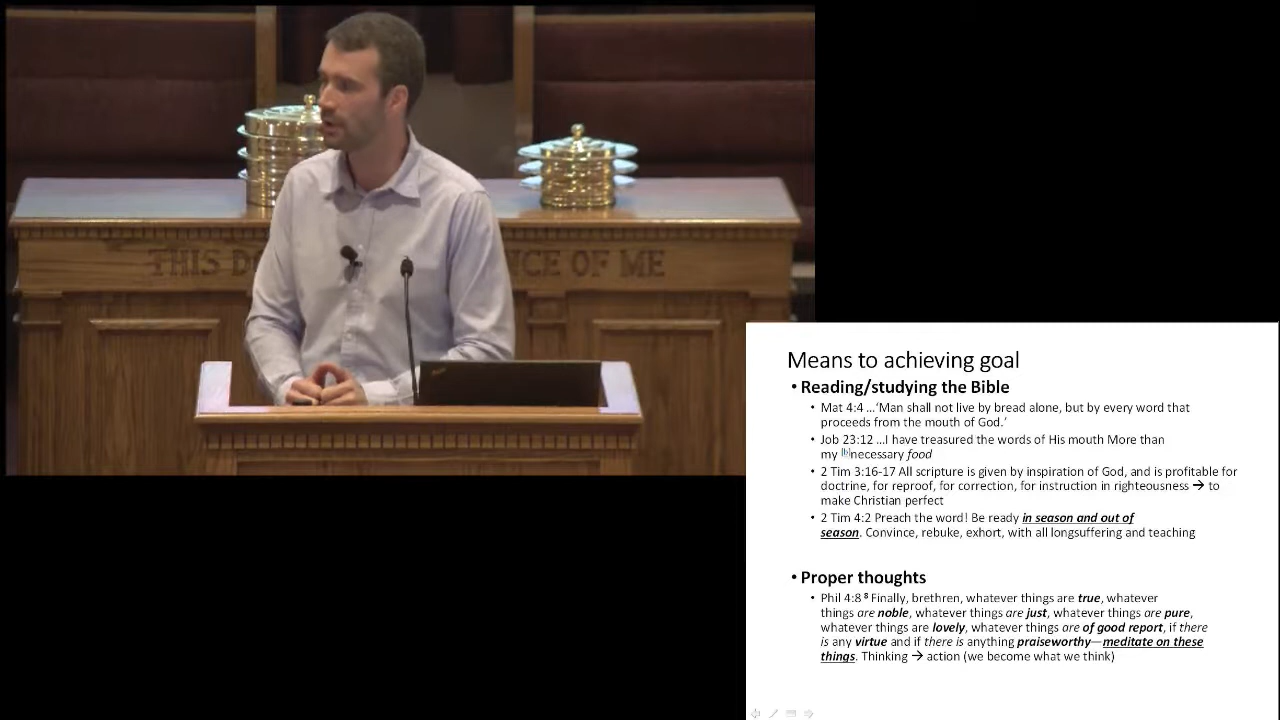 THIS DO
NCE OF ME
Means to achieving goal
• Reading/studying the Bible
• Mat 4:4 …‘Man shall not live by bread alone, but by every word that
proceeds from the mouth of God.’
• Job 23:12 …I have treasured the words of His mouth More than
my [b]necessary food
• 2 Tim 3:16-17 All scripture is given by inspiration of God, and is profitable for
doctrine, for reproof, for correction, for instruction in righteousness → to
make Christian perfect
• 2 Tim 4:2 Preach the word! Be ready in season and out of
season. Convince, rebuke, exhort, with all longsuffering and teaching
• Proper thoughts
• Phil 4:8 8 Finally, brethren, whatever things are true, whatever
things are noble, whatever things are just, whatever things are pure,
whatever things are lovely, whatever things are of good report, if there
is any virtue and if there is anything praiseworthy—meditate on these
things. Thinking → action (we become what we think)